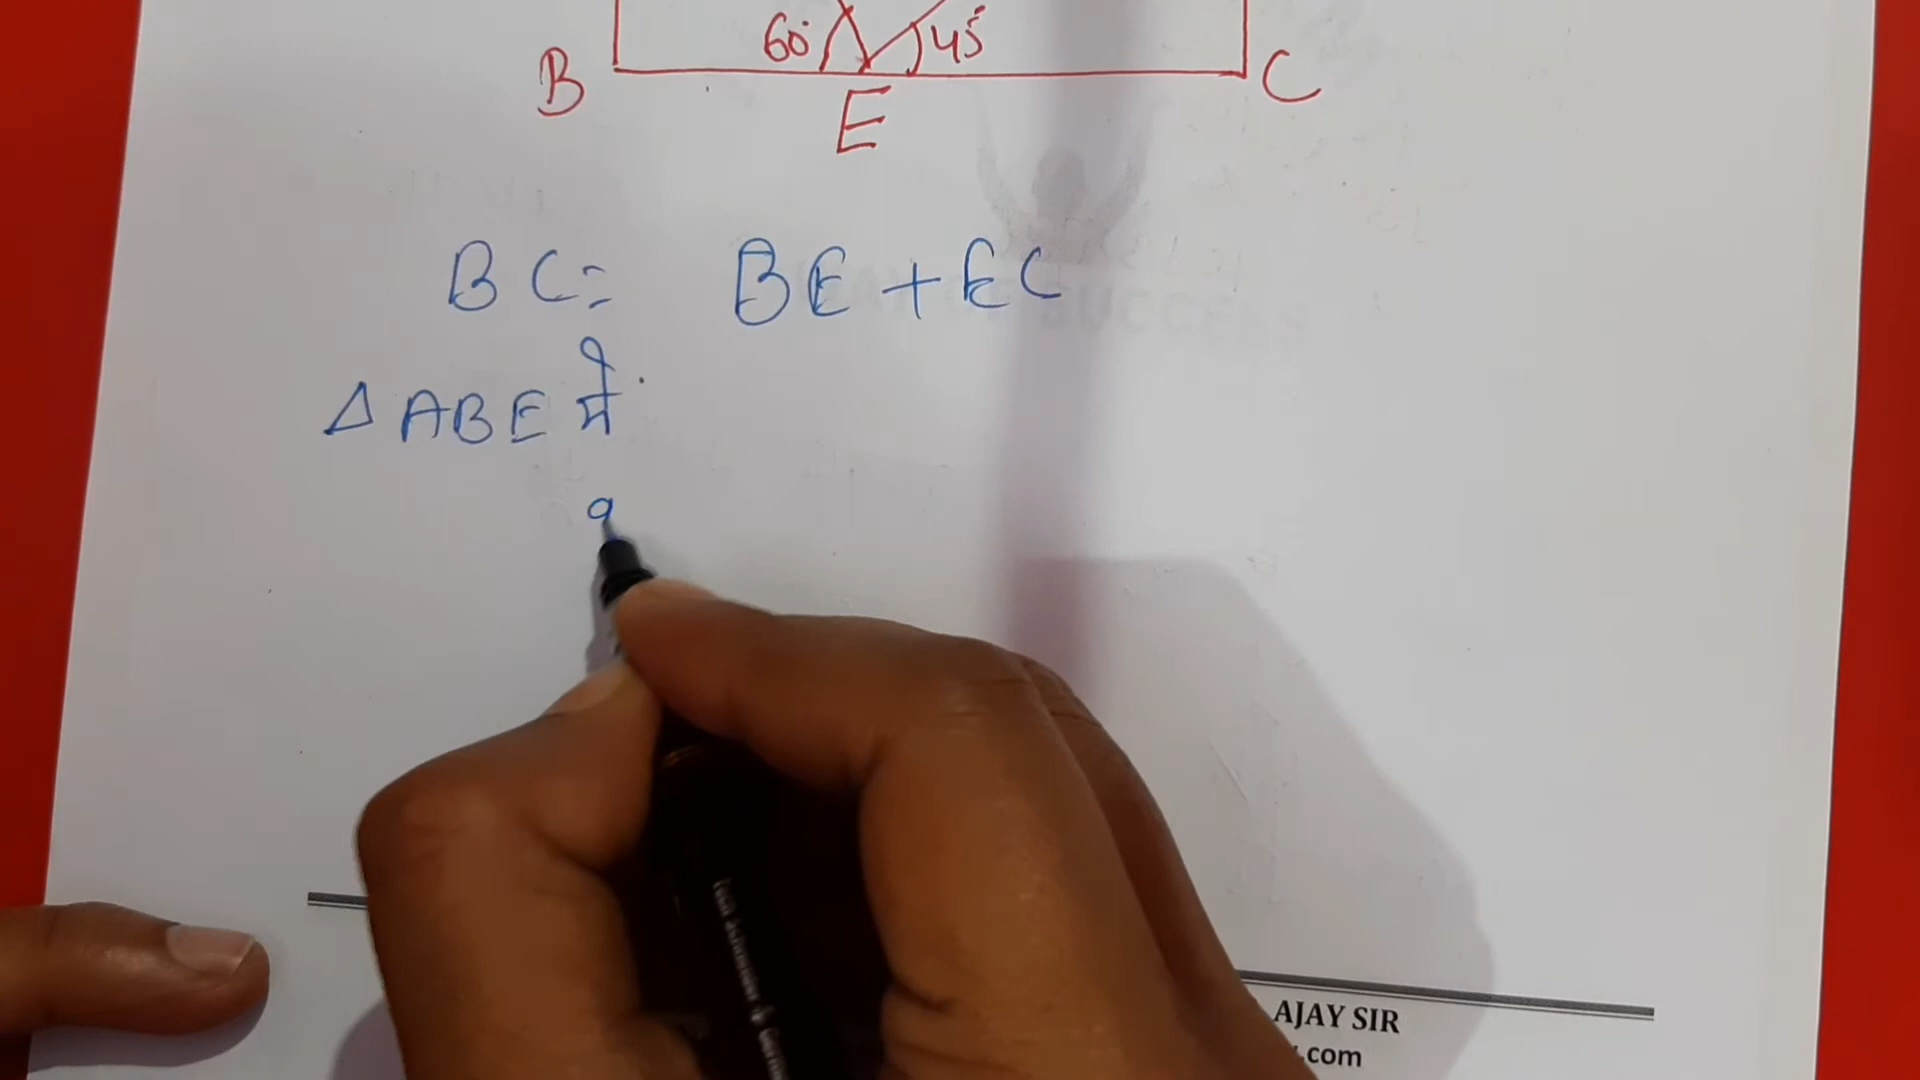 60° 45°
B C
E
BC= BE+EC
Δ ABE में
AJAY SIR
.com